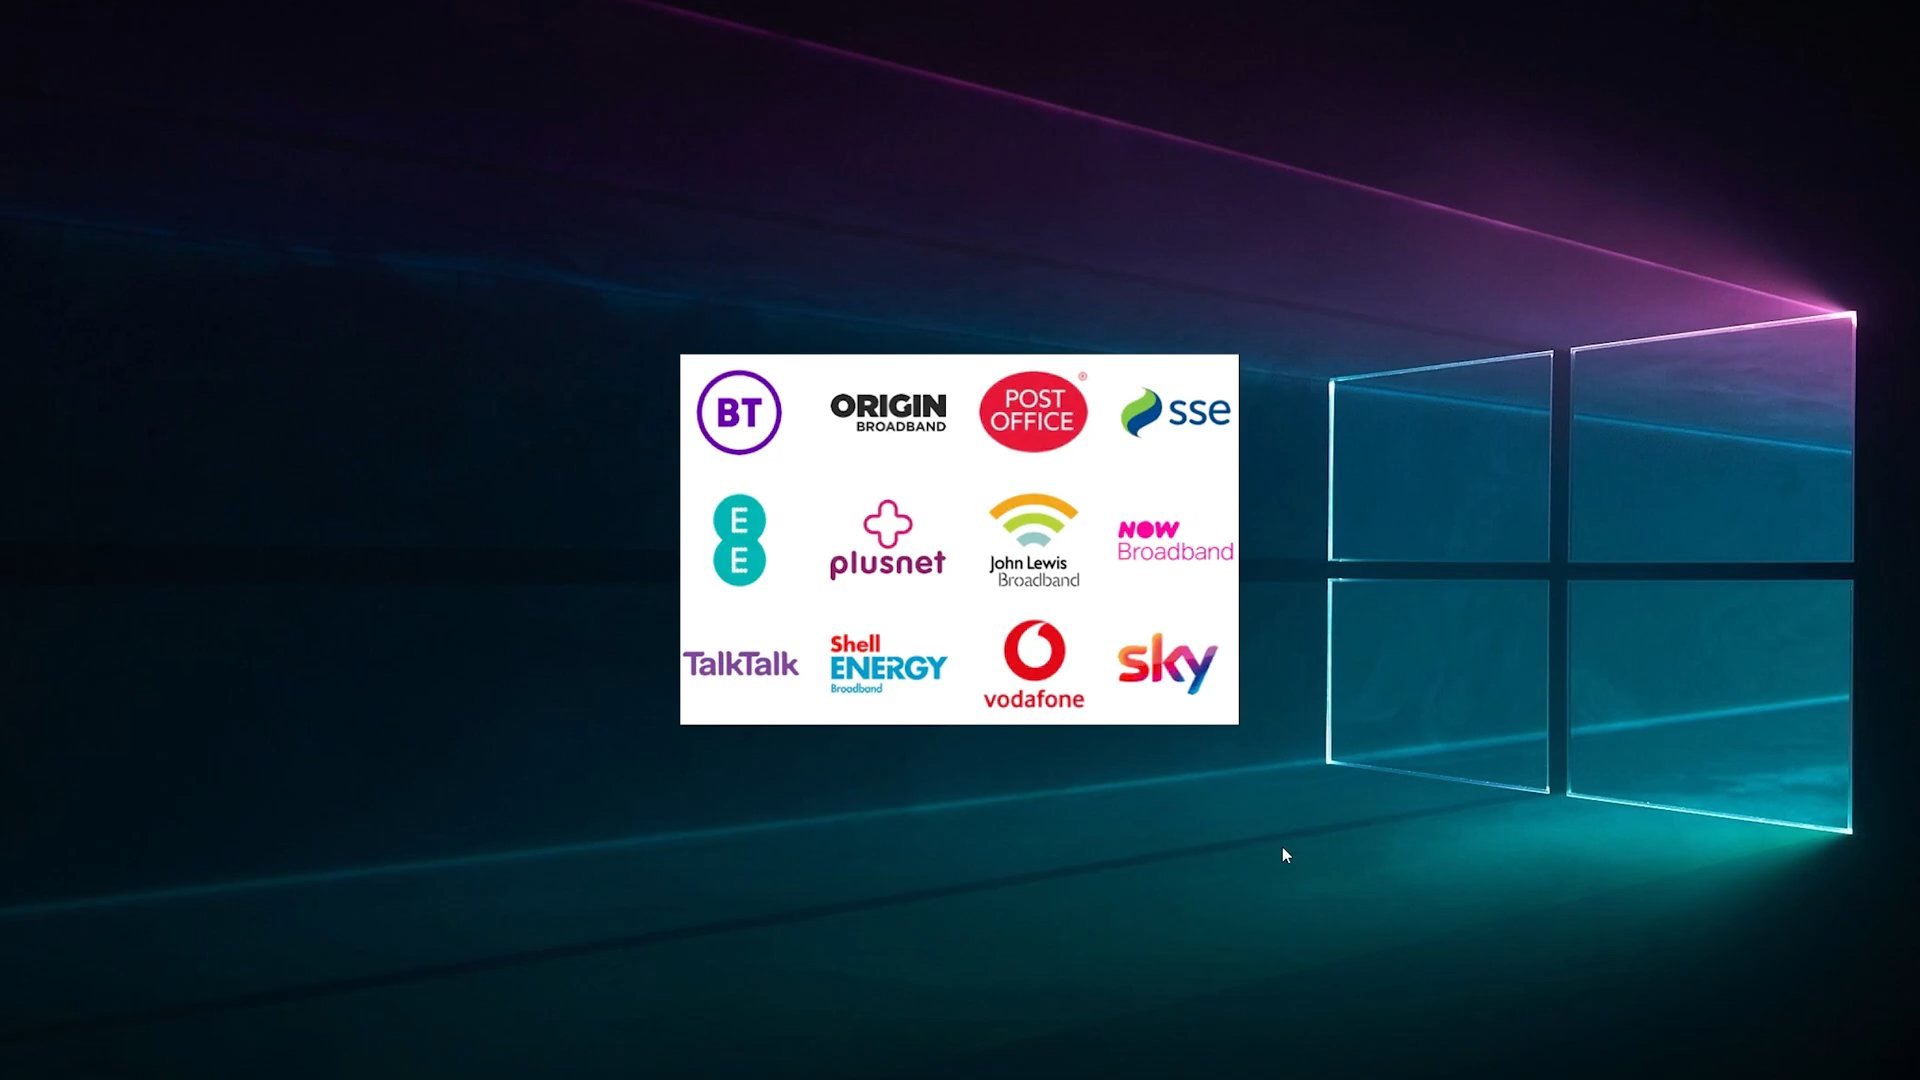 BT
ORIGIN
BROADBAND
POST
OFFICE
®
sse
E
E
plusnet
John Lewis
Broadband
NOW
Broadband
TalkTalk
Shell
ENERGY
Broadband
vodafone
sky